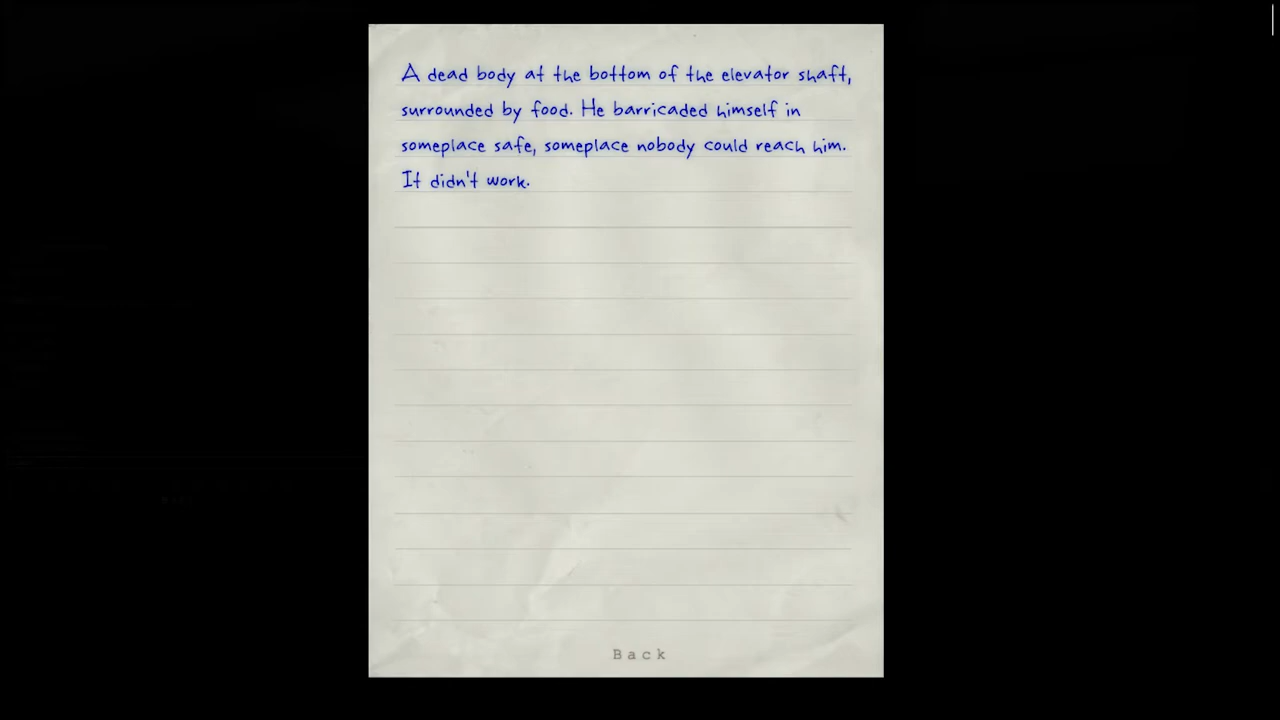 A dead body at the bottom of the elevator shaft,
surrounded by food. He barricaded himself in
someplace safe, someplace nobody could reach him.
It didn't work.
Back